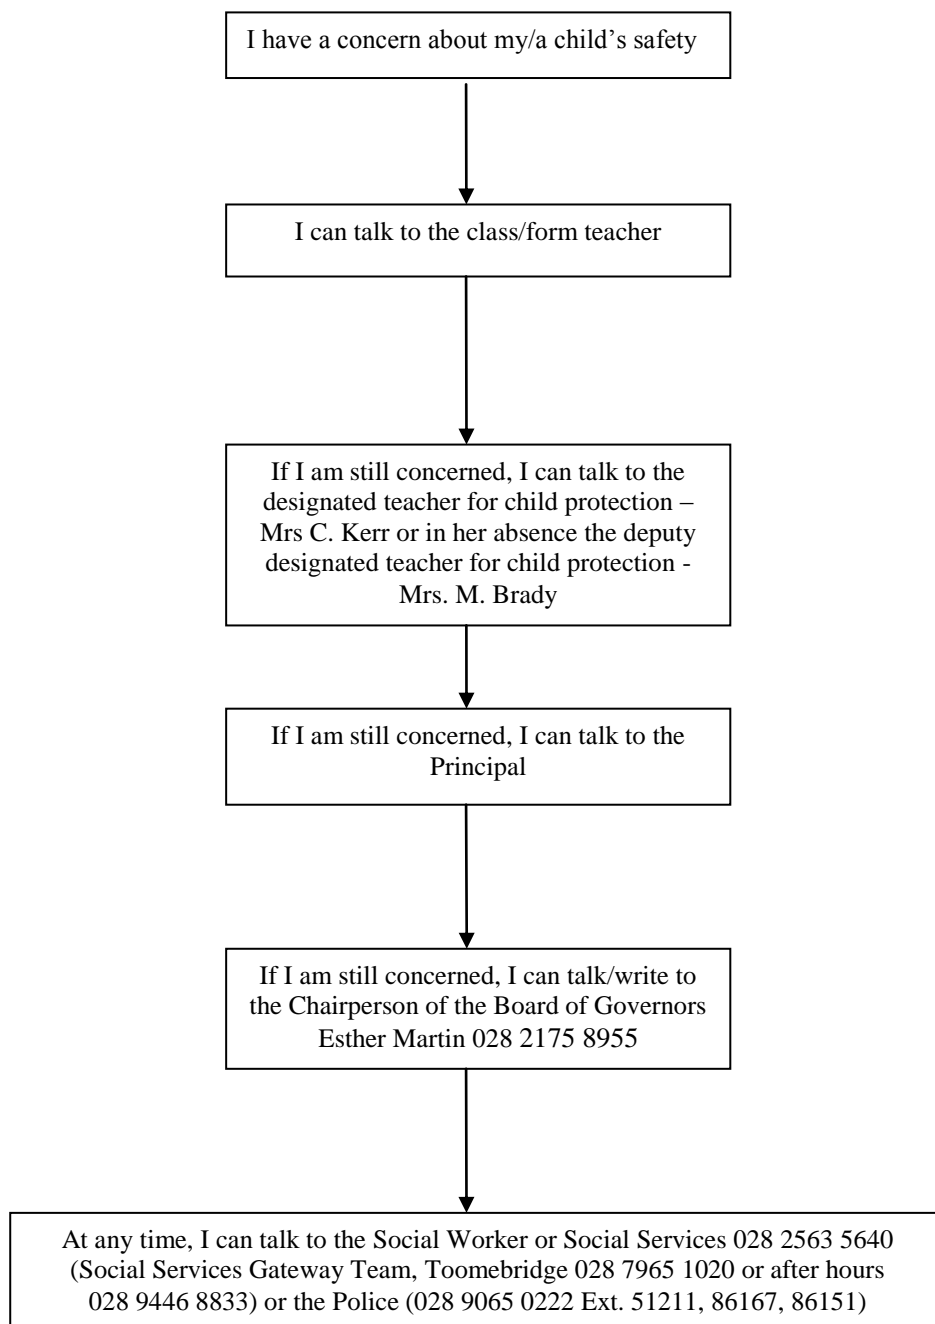 I have a concern about my/a child’s safety
I can talk to the class/form teacher
If I am still concerned, I can talk to the
designated teacher for child protection –
Mrs C. Kerr or in her absence the deputy
designated teacher for child protection -
Mrs. M. Brady
If I am still concerned, I can talk to the
Principal
If I am still concerned, I can talk/write to
the Chairperson of the Board of Governors
Esther Martin 028 2175 8955
At any time, I can talk to the Social Worker or Social Services 028 2563 5640
(Social Services Gateway Team, Toomebridge 028 7965 1020 or after hours
028 9446 8833) or the Police (028 9065 0222 Ext. 51211, 86167, 86151)